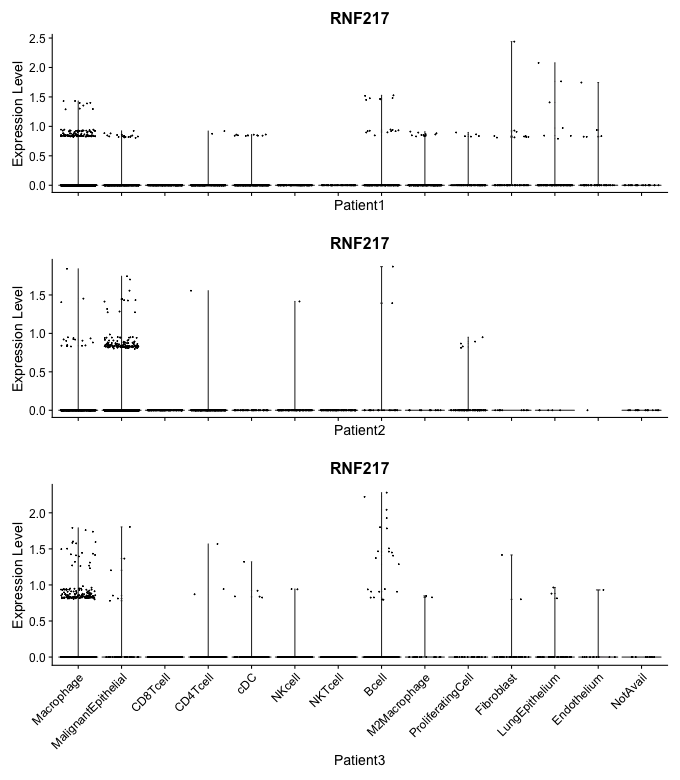 RNF217
Expression Level
2.5
2.0
1.5
1.0
0.5
0.0
Patient1
RNF217
Expression Level
1.5
1.0
0.5
0.0
Patient2
RNF217
Expression Level
2.0
1.5
1.0
0.5
0.0
Macrophage
MalignantEpithelial
CD8Tcell
CD4Tcell
cDC
NKcell
NKTcell
Bcell
M2Macrophage
ProliferatingCell
Fibroblast
LungEpithelium
Endothelium
NotAvail
Patient3